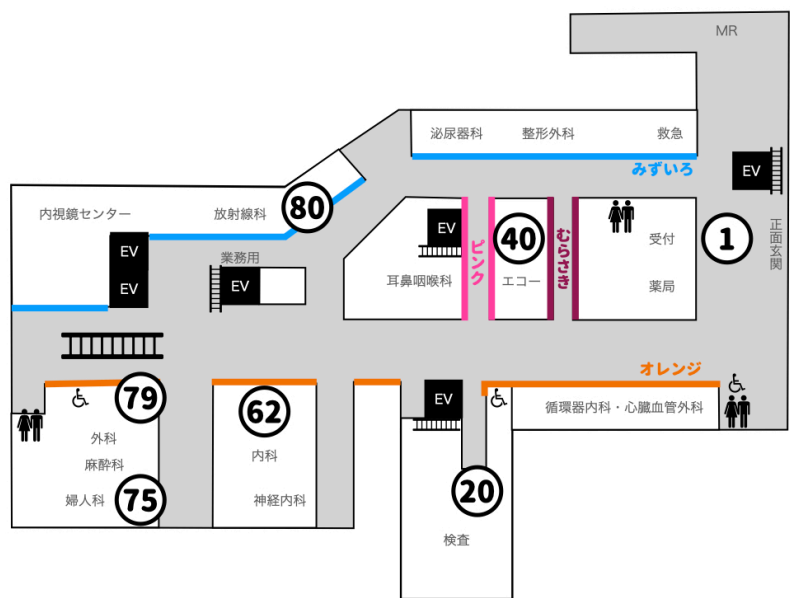 MR
泌尿器科
整形外科
救急
みずいろ
EV
内視鏡センター
放射線科
80
EV
EV
業務用
EV
EV
耳鼻咽喉科
ピンク
40
エコー
むらさき
受付
薬局
1
正面玄関
オレンジ
79
外科
麻酔科
婦人科
75
62
内科
神経内科
EV
循環器内科・心臓血管外科
20
検査